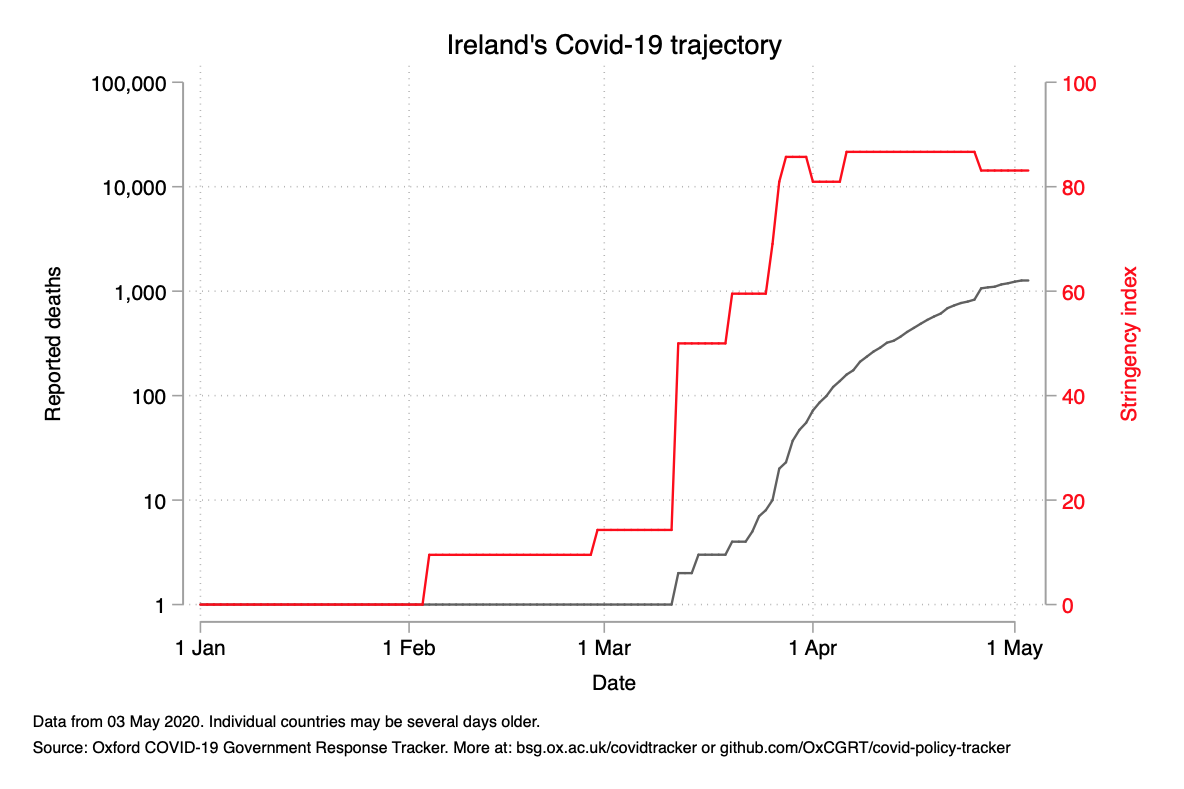 Ireland's Covid-19 trajectory
100,000
10,000
1,000
100
10
1
Reported deaths
100
80
60
40
20
0
Stringency index
1 Jan
1 Feb
1 Mar
1 Apr
1 May
Date
Data from 03 May 2020. Individual countries may be several days older.
Source: Oxford COVID-19 Government Response Tracker. More at: bsg.ox.ac.uk/covidtracker or github.com/OxCGRT/covid-policy-tracker